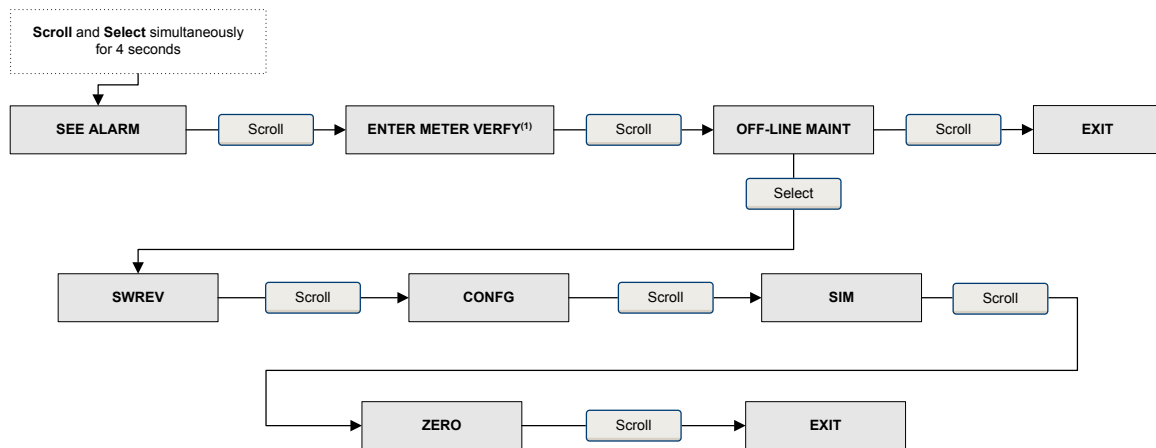 Scroll and Select simultaneously
for 4 seconds
SEE ALARM
Scroll
ENTER METER VERFY(1)
Scroll
OFF-LINE MAINT
Scroll
EXIT
Select
SWREV
Scroll
CONFG
Scroll
SIM
Scroll
ZERO
Scroll
EXIT